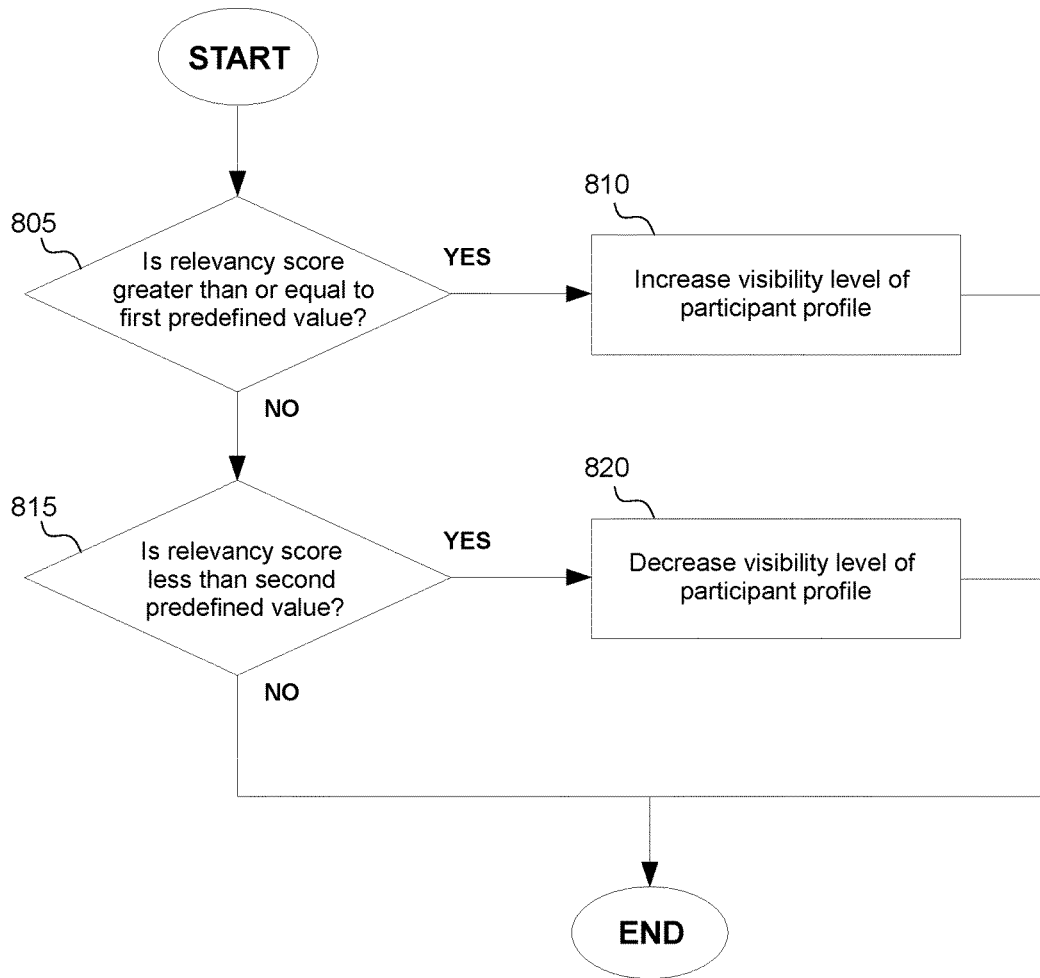 START
805
Is relevancy score
greater than or equal to
first predefined value?
YES
810
Increase visibility level of
participant profile
NO
815
Is relevancy score
less than second
predefined value?
YES
820
Decrease visibility level of
participant profile
NO
END